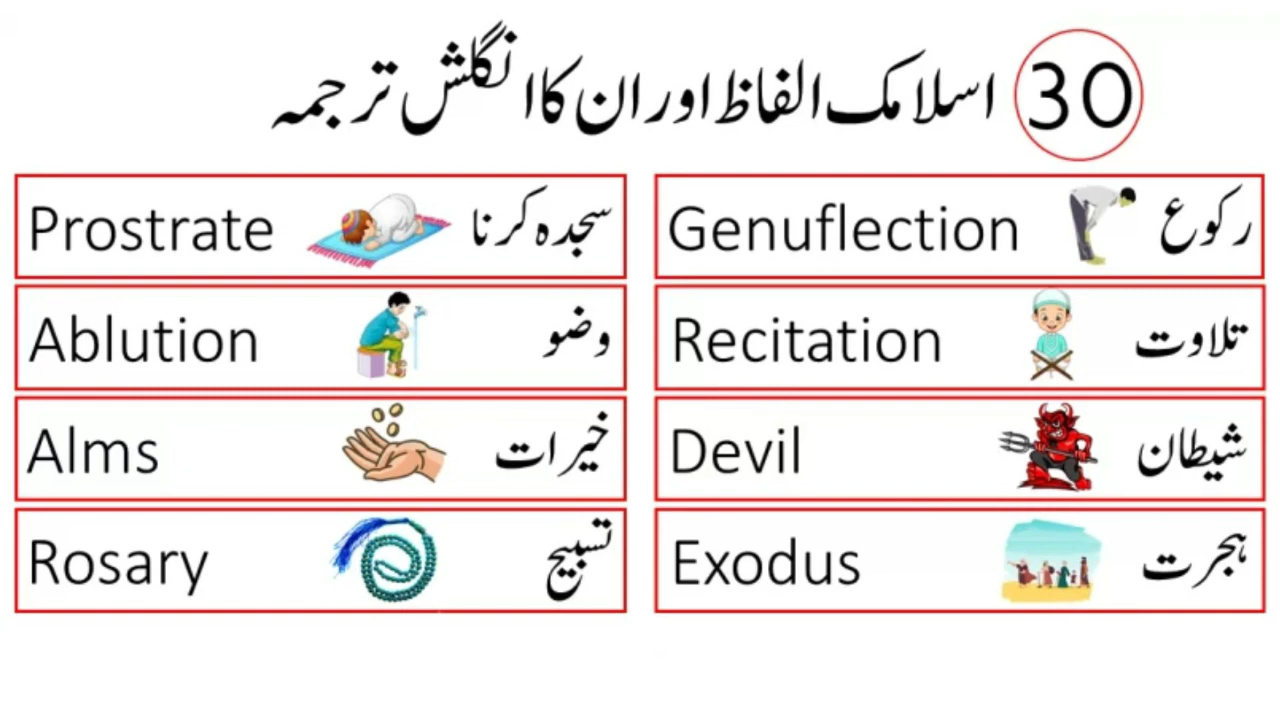 30 اسلامک الفاظ اور ان کا انگلش ترجمہ
Prostrate سجدہ کرنا
Genuflection رکوع
Ablution وضو
Recitation تلاوت
Alms خیرات
Devil شیطان
Rosary تسبیح
Exodus ہجرت